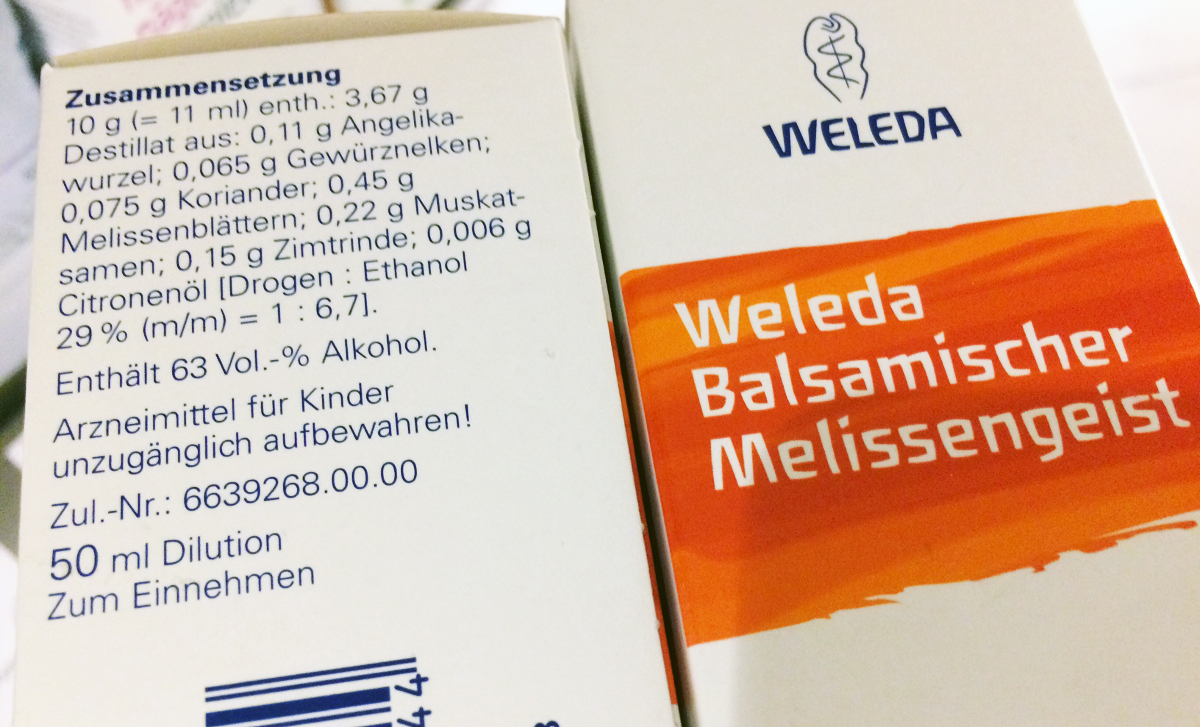 Zusammensetzung
10 g (= 11 ml) enth.: 3,67 g
Destillat aus: 0,11 g Angelika-
wurzel; 0,065 g Gewürznelken;
0,075 g Koriander; 0,45 g
Melissenblättern; 0,22 g Muskat-
samen; 0,15 g Zimtrinde; 0,006 g
Citronenöl [Drogen : Ethanol
29 % (m/m) = 1 : 6,7].
Enthält 63 Vol.-% Alkohol.
Arzneimittel für Kinder
unzugänglich aufbewahren!
Zul.-Nr.: 6639268.00.00
50 ml Dilution
Zum Einnehmen
WELEDA
Weleda
Balsamischer
Melissengeist